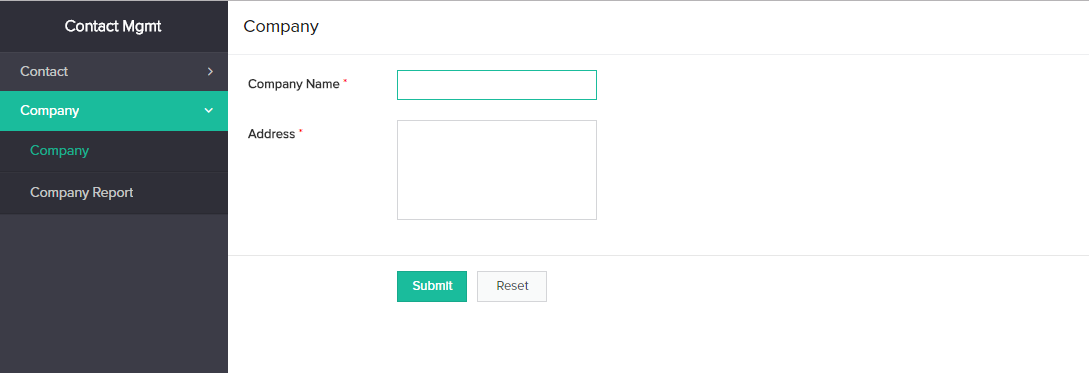 Contact Mgmt
Contact
Company
Company
Company Report
Company
Company Name *
Address *
Submit
Reset